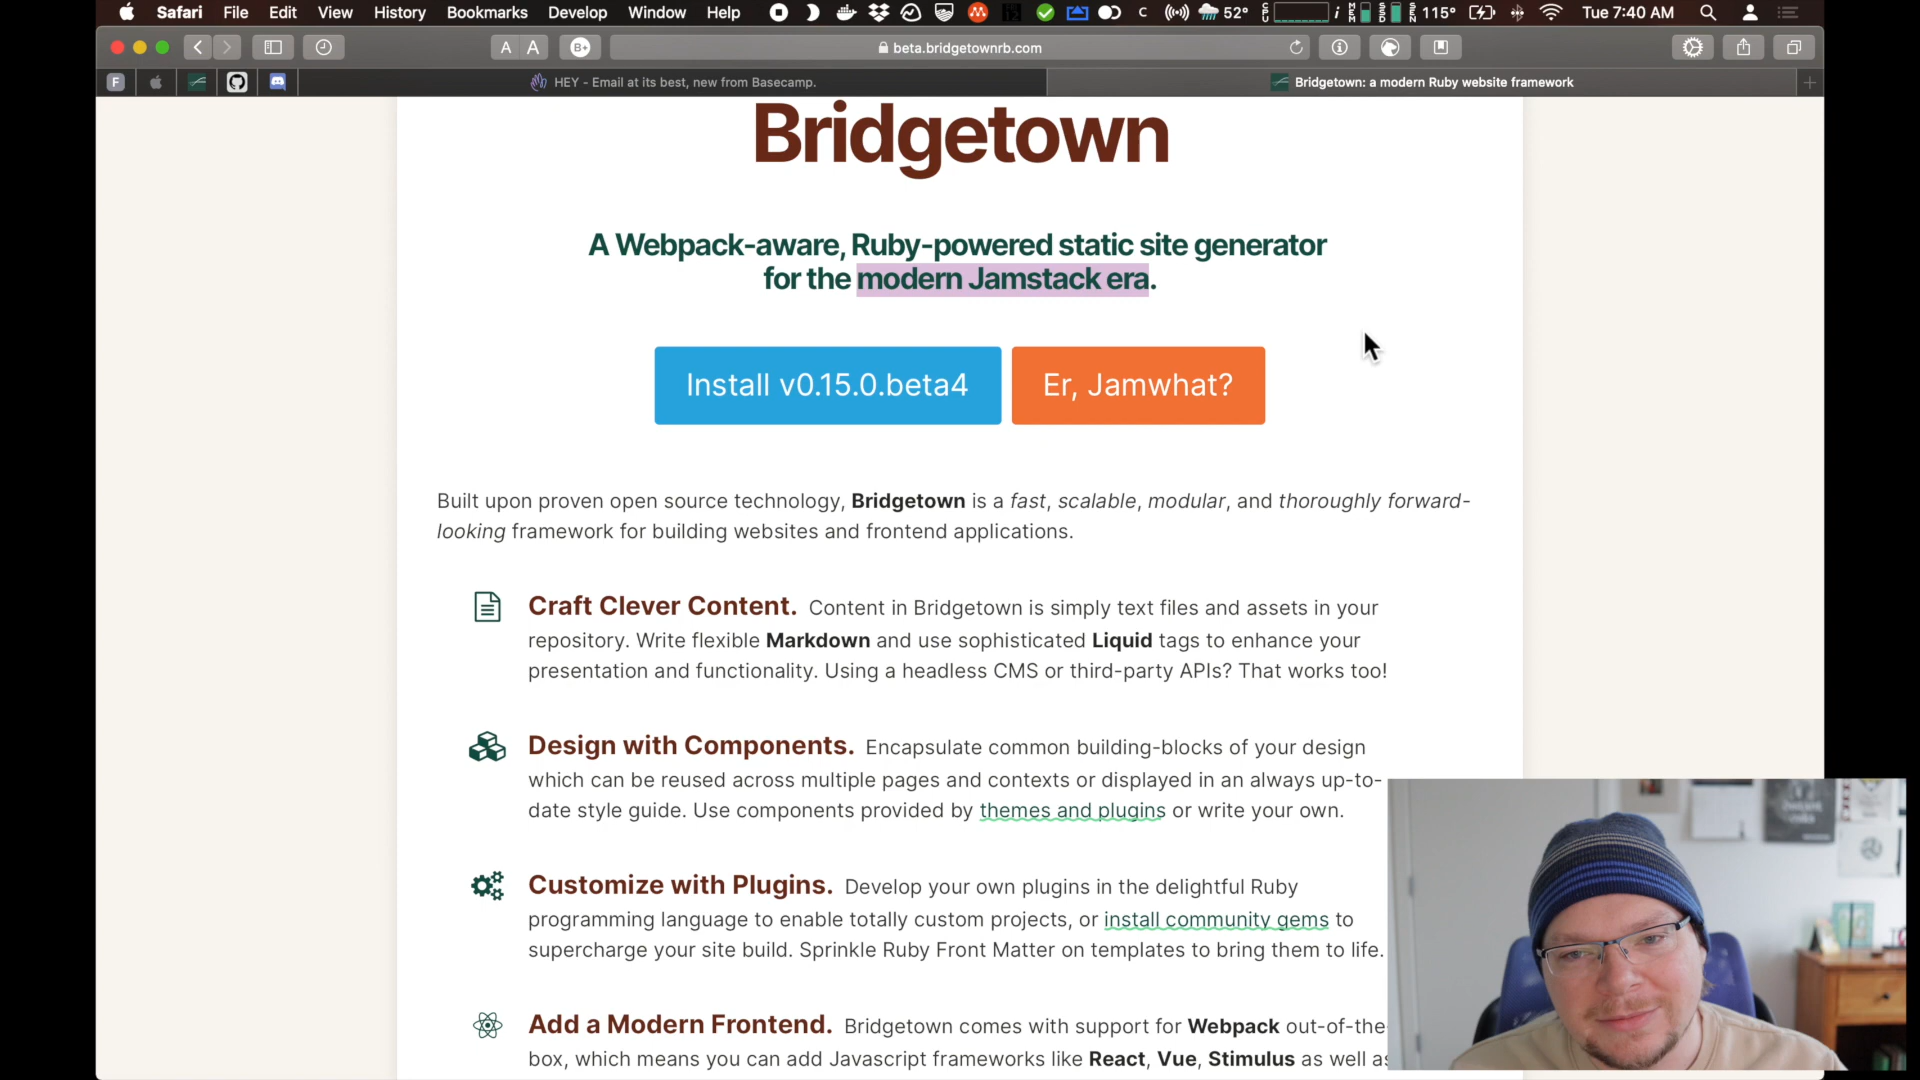 Safari File Edit View History Bookmarks Develop Window Help 52° 115° Tue 7:40 AM
A A B+ beta.bridgetownrb.com
F HEY - Email at its best, new from Basecamp. Bridgetown: a modern Ruby website framework
Bridgetown
A Webpack-aware, Ruby-powered static site generator
for the modern Jamstack era.
Install v0.15.0.beta4 Er, Jamwhat?
Built upon proven open source technology, Bridgetown is a fast, scalable, modular, and thoroughly forward-
looking framework for building websites and frontend applications.
Craft Clever Content. Content in Bridgetown is simply text files and assets in your
repository. Write flexible Markdown and use sophisticated Liquid tags to enhance your
presentation and functionality. Using a headless CMS or third-party APIs? That works too!
Design with Components. Encapsulate common building-blocks of your design
which can be reused across multiple pages and contexts or displayed in an always up-to-
date style guide. Use components provided by themes and plugins or write your own.
Customize with Plugins. Develop your own plugins in the delightful Ruby
programming language to enable totally custom projects, or install community gems to
supercharge your site build. Sprinkle Ruby Front Matter on templates to bring them to life.
Add a Modern Frontend. Bridgetown comes with support for Webpack out-of-the-
box, which means you can add Javascript frameworks like React, Vue, Stimulus as well as